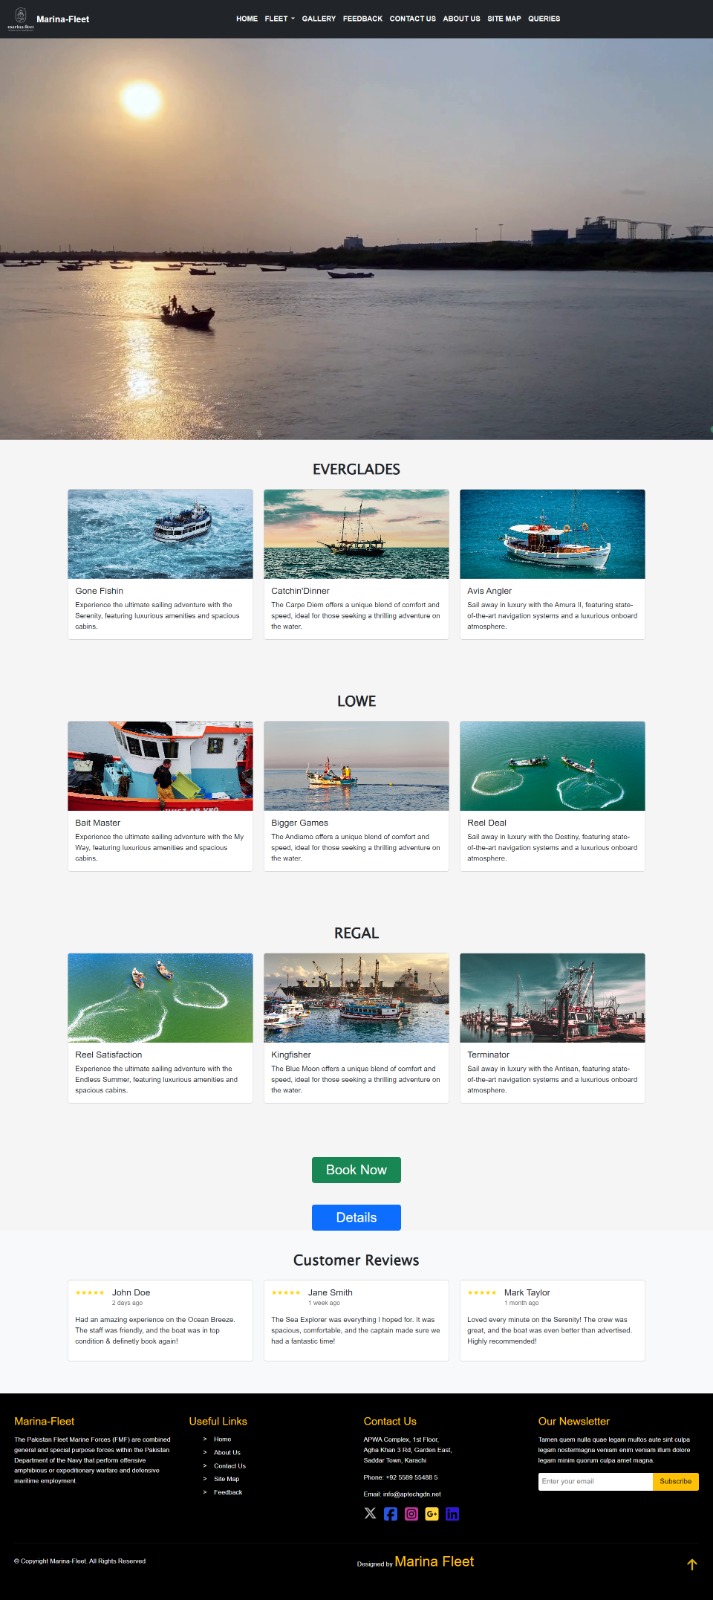 Marina-Fleet
HOME FLEET GALLERY FEEDBACK CONTACT US ABOUT US SITE MAP QUERIES
EVERGLADES
Gone Fishin
Experience the ultimate sailing adventure with the
Serenity, featuring luxurious amenities and spacious
cabins.
Catchin'Dinner
The Carpe Diem offers a unique blend of comfort and
speed, ideal for those seeking a thrilling adventure on
the water.
Avis Angler
Sail away in luxury with the Amura II, featuring state-
of-the-art navigation systems and a luxurious onboard
atmosphere.
LOWE
Bait Master
Experience the ultimate sailing adventure with the My
Way, featuring luxurious amenities and spacious
cabins.
Bigger Games
The Andiamo offers a unique blend of comfort and
speed, ideal for those seeking a thrilling adventure on
the water.
Reel Deal
Sail away in luxury with the Destiny, featuring state-
of-the-art navigation systems and a luxurious onboard
atmosphere.
REGAL
Reel Satisfaction
Experience the ultimate sailing adventure with the
Endless Summer, featuring luxurious amenities and
spacious cabins.
Kingfisher
The Blue Moon offers a unique blend of comfort and
speed, ideal for those seeking a thrilling adventure on
the water.
Terminator
Sail away in luxury with the Antisan, featuring state-
of-the-art navigation systems and a luxurious onboard
atmosphere.
Book Now
Details
Customer Reviews
★★★★★ John Doe
2 days ago
Had an amazing experience on the Ocean Breeze.
The staff was friendly, and the boat was in top
condition & definetly book again!
★★★★★ Jane Smith
1 week ago
The Sea Explorer was everything I hoped for. It was
spacious, comfortable, and the captain made sure we
had a fantastic time!
★★★★★ Mark Taylor
1 month ago
Loved every minute on the Serenity! The crew was
great, and the boat was even better than advertised.
Highly recommended!
Marina-Fleet
The Pakistan Fleet Marine Forces (FMF) are combined
general and special purpose forces within the Pakistan
Department of the Navy that perform offensive
amphibious or expeditionary warfare and defensive
maritime employment.
Useful Links
> Home
> About Us
> Contact Us
> Site Map
> Feedback
Contact Us
APWA Complex, 1st Floor,
Agha Khan 3 Rd, Garden East,
Saddar Town, Karachi
Phone: +92 5589 55488 5
Email: info@aptechgdn.net
Our Newsletter
Tamen quem nulla quae legam multos aute sint culpa
legam nostermagna veniam enim veniam illum dolore
legam minim quorum culpa amet magna.
Enter your email Subscribe
© Copyright Marina-Fleet. All Rights Reserved
Designed by Marina Fleet